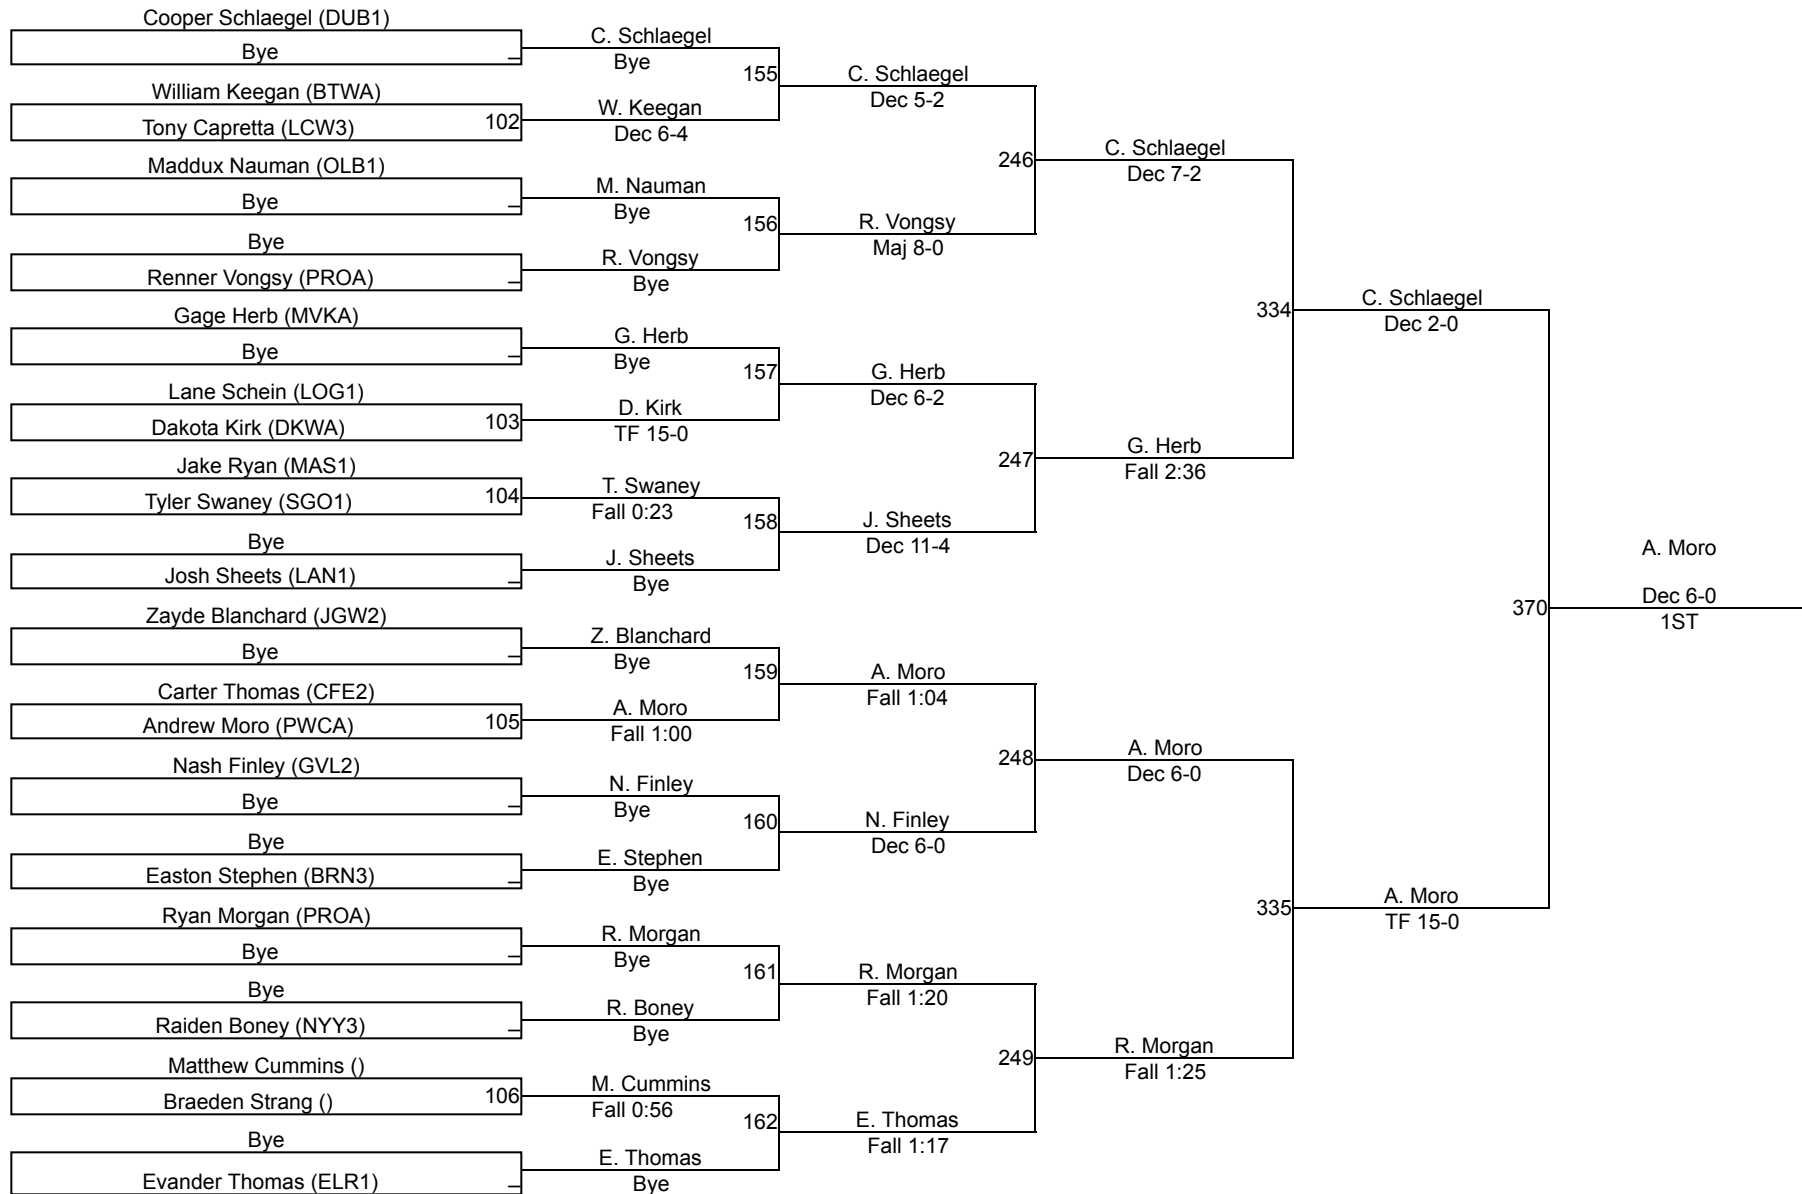 Cooper Schlaegel (DUB1)
Bye
_
C. Schlaegel
Bye
155
William Keegan (BTWA)
Tony Capretta (LCW3)
102
W. Keegan
Dec 6-4
C. Schlaegel
Dec 5-2
246
Maddux Nauman (OLB1)
Bye
_
M. Nauman
Bye
156
Bye
Renner Vongsy (PROA)
_
R. Vongsy
Bye
R. Vongsy
Maj 8-0
C. Schlaegel
Dec 7-2
334
Gage Herb (MVKA)
Bye
_
G. Herb
Bye
157
Lane Schein (LOG1)
Dakota Kirk (DKWA)
103
D. Kirk
TF 15-0
G. Herb
Dec 6-2
247
Jake Ryan (MAS1)
Tyler Swaney (SGO1)
104
T. Swaney
Fall 0:23
158
Bye
Josh Sheets (LAN1)
_
J. Sheets
Bye
J. Sheets
Dec 11-4
G. Herb
Fall 2:36
C. Schlaegel
Dec 2-0
370
Zayde Blanchard (JGW2)
Bye
_
Z. Blanchard
Bye
159
Carter Thomas (CFE2)
Andrew Moro (PWCA)
105
A. Moro
Fall 1:00
A. Moro
Fall 1:04
248
Nash Finley (GVL2)
Bye
_
N. Finley
Bye
160
Bye
Easton Stephen (BRN3)
_
E. Stephen
Bye
N. Finley
Dec 6-0
A. Moro
Dec 6-0
335
Ryan Morgan (PROA)
Bye
_
R. Morgan
Bye
161
Bye
Raiden Boney (NYY3)
_
R. Boney
Bye
R. Morgan
Fall 1:20
249
Matthew Cummins ()
Braeden Strang ()
106
M. Cummins
Fall 0:56
162
Bye
Evander Thomas (ELR1)
_
E. Thomas
Bye
E. Thomas
Fall 1:17
R. Morgan
Fall 1:25
A. Moro
TF 15-0
A. Moro
Dec 6-0
1ST